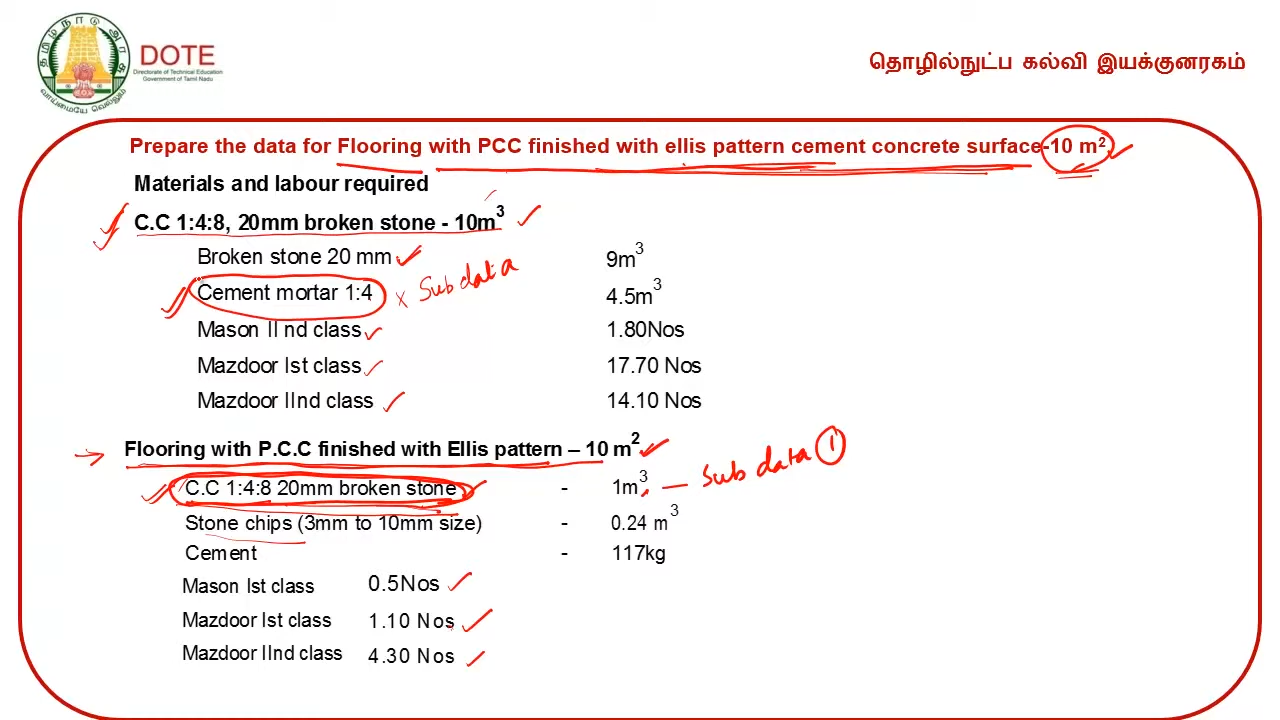 தமிழ்நாடு அரசு
வாய்மையே வெல்லும்
DOTE
Directorate of Technical Education
Government of Tamil Nadu
தொழில்நுட்ப கல்வி இயக்குனரகம்
Prepare the data for Flooring with PCC finished with ellis pattern cement concrete surface-10 m²
Materials and labour required
C.C 1:4:8, 20mm broken stone - 10m³
Broken stone 20 mm 9m³
Cement mortar 1:4 x Sub data 4.5m³
Mason II nd class 1.80Nos
Mazdoor Ist class 17.70 Nos
Mazdoor IInd class 14.10 Nos
Flooring with P.C.C finished with Ellis pattern – 10 m²
C.C 1:4:8 20mm broken stone - 1m³ — Sub data ①
Stone chips (3mm to 10mm size) - 0.24 m³
Cement - 117kg
Mason Ist class 0.5Nos
Mazdoor Ist class 1.10 Nos
Mazdoor IInd class 4.30 Nos